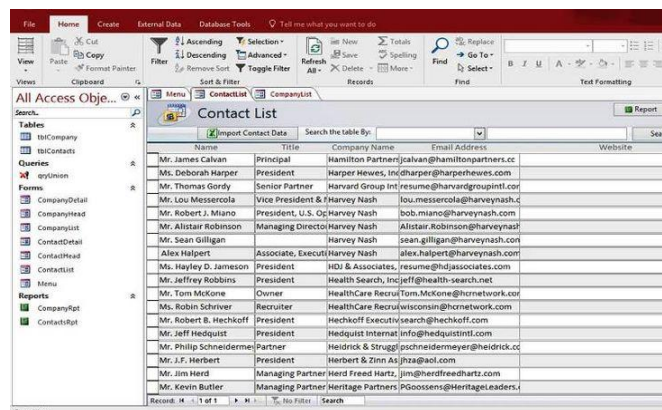 File Home Create External Data Database Tools Tell me what you want to do
View Paste Cut Copy Format Painter Filter Ascending Descending Remove Sort Selection Advanced Toggle Filter Refresh All New Save Delete Totals Spelling More Find Replace Go To Select B I U A
Views Clipboard Sort & Filter Records Find Text Formatting
All Access Obje... «
Search..
Tables
tblCompany
tblContacts
Queries
qryUnion
Forms
CompanyDetail
CompanyHead
CompanyList
ContactDetail
ContactHead
ContactList
Menu
Reports
CompanyRpt
ContactsRpt
Menu ContactList CompanyList
Contact List Report
Import Contact Data Search the table By: Sea
Name Title Company Name Email Address Website
Mr. James Calvan Principal Hamilton Partners jcalvan@hamiltonpartners.cc
Ms. Deborah Harper President Harper Hewes, Inc dharper@harperhewes.com
Mr. Thomas Gordy Senior Partner Harvard Group Int resume@harvardgroupintl.cor
Mr. Lou Messercola Vice President & M Harvey Nash lou.messercola@harveynash.c
Mr. Robert J. Miano President, U.S. Op Harvey Nash bob.miano@harveynash.com
Mr. Alistair Robinson Managing Directo Harvey Nash Alistair.Robinson@harveynash
Mr. Sean Gilligan Harvey Nash sean.gilligan@harveynash.con
Alex Halpert Associate, Executi Harvey Nash alex.halpert@harveynash.com
Ms. Hayley D. Jameson President HDJ & Associates, resume@hdjassociates.com
Mr. Jeffrey Robbins President Health Search, Inc jeff@health-search.net
Mr. Tom McKone Owner HealthCare Recrui Tom.McKone@hcrnetwork.cor
Ms. Robin Schriver Recruiter HealthCare Recrui wisconsin@hcrnetwork.com
Mr. Robert B. Hechkoff President Hechkoff Executiv search@hechkoff.com
Mr. Jeff Hedquist President Hedquist Internat info@hedquistintl.com
Mr. Philip Schneiderme Partner Heidrick & Struggl pschneidermeyer@heidrick.cc
Mr. J.F. Herbert President Herbert & Zinn As jhza@aol.com
Mr. Jim Herd Managing Partner Herd Freed Hartz, jim@herdfreedhartz.com
Mr. Kevin Butler Managing Partner Heritage Partners PGoossens@HeritageLeaders.
Record: 1 of 1 No Filter Search